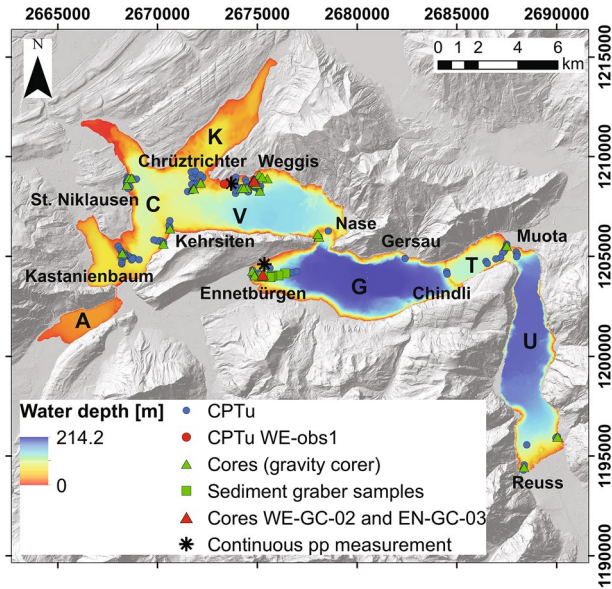 2665000 2670000 2675000 2680000 2685000 2690000
N
0 1 2 4 6
km
1215000
K
Chrüztrichter Weggis
1210000
St. Niklausen
C
V
Nase
Kehrsiten
Gersau
Muota
T
Kastanienbaum
1205000
Ennetbürgen
G
Chindli
A
U
1200000
Water depth [m]
214.2
0
CPTu
CPTu WE-obs1
Cores (gravity corer)
Sediment graber samples
Cores WE-GC-02 and EN-GC-03
Continuous pp measurement
1195000
Reuss
1190000